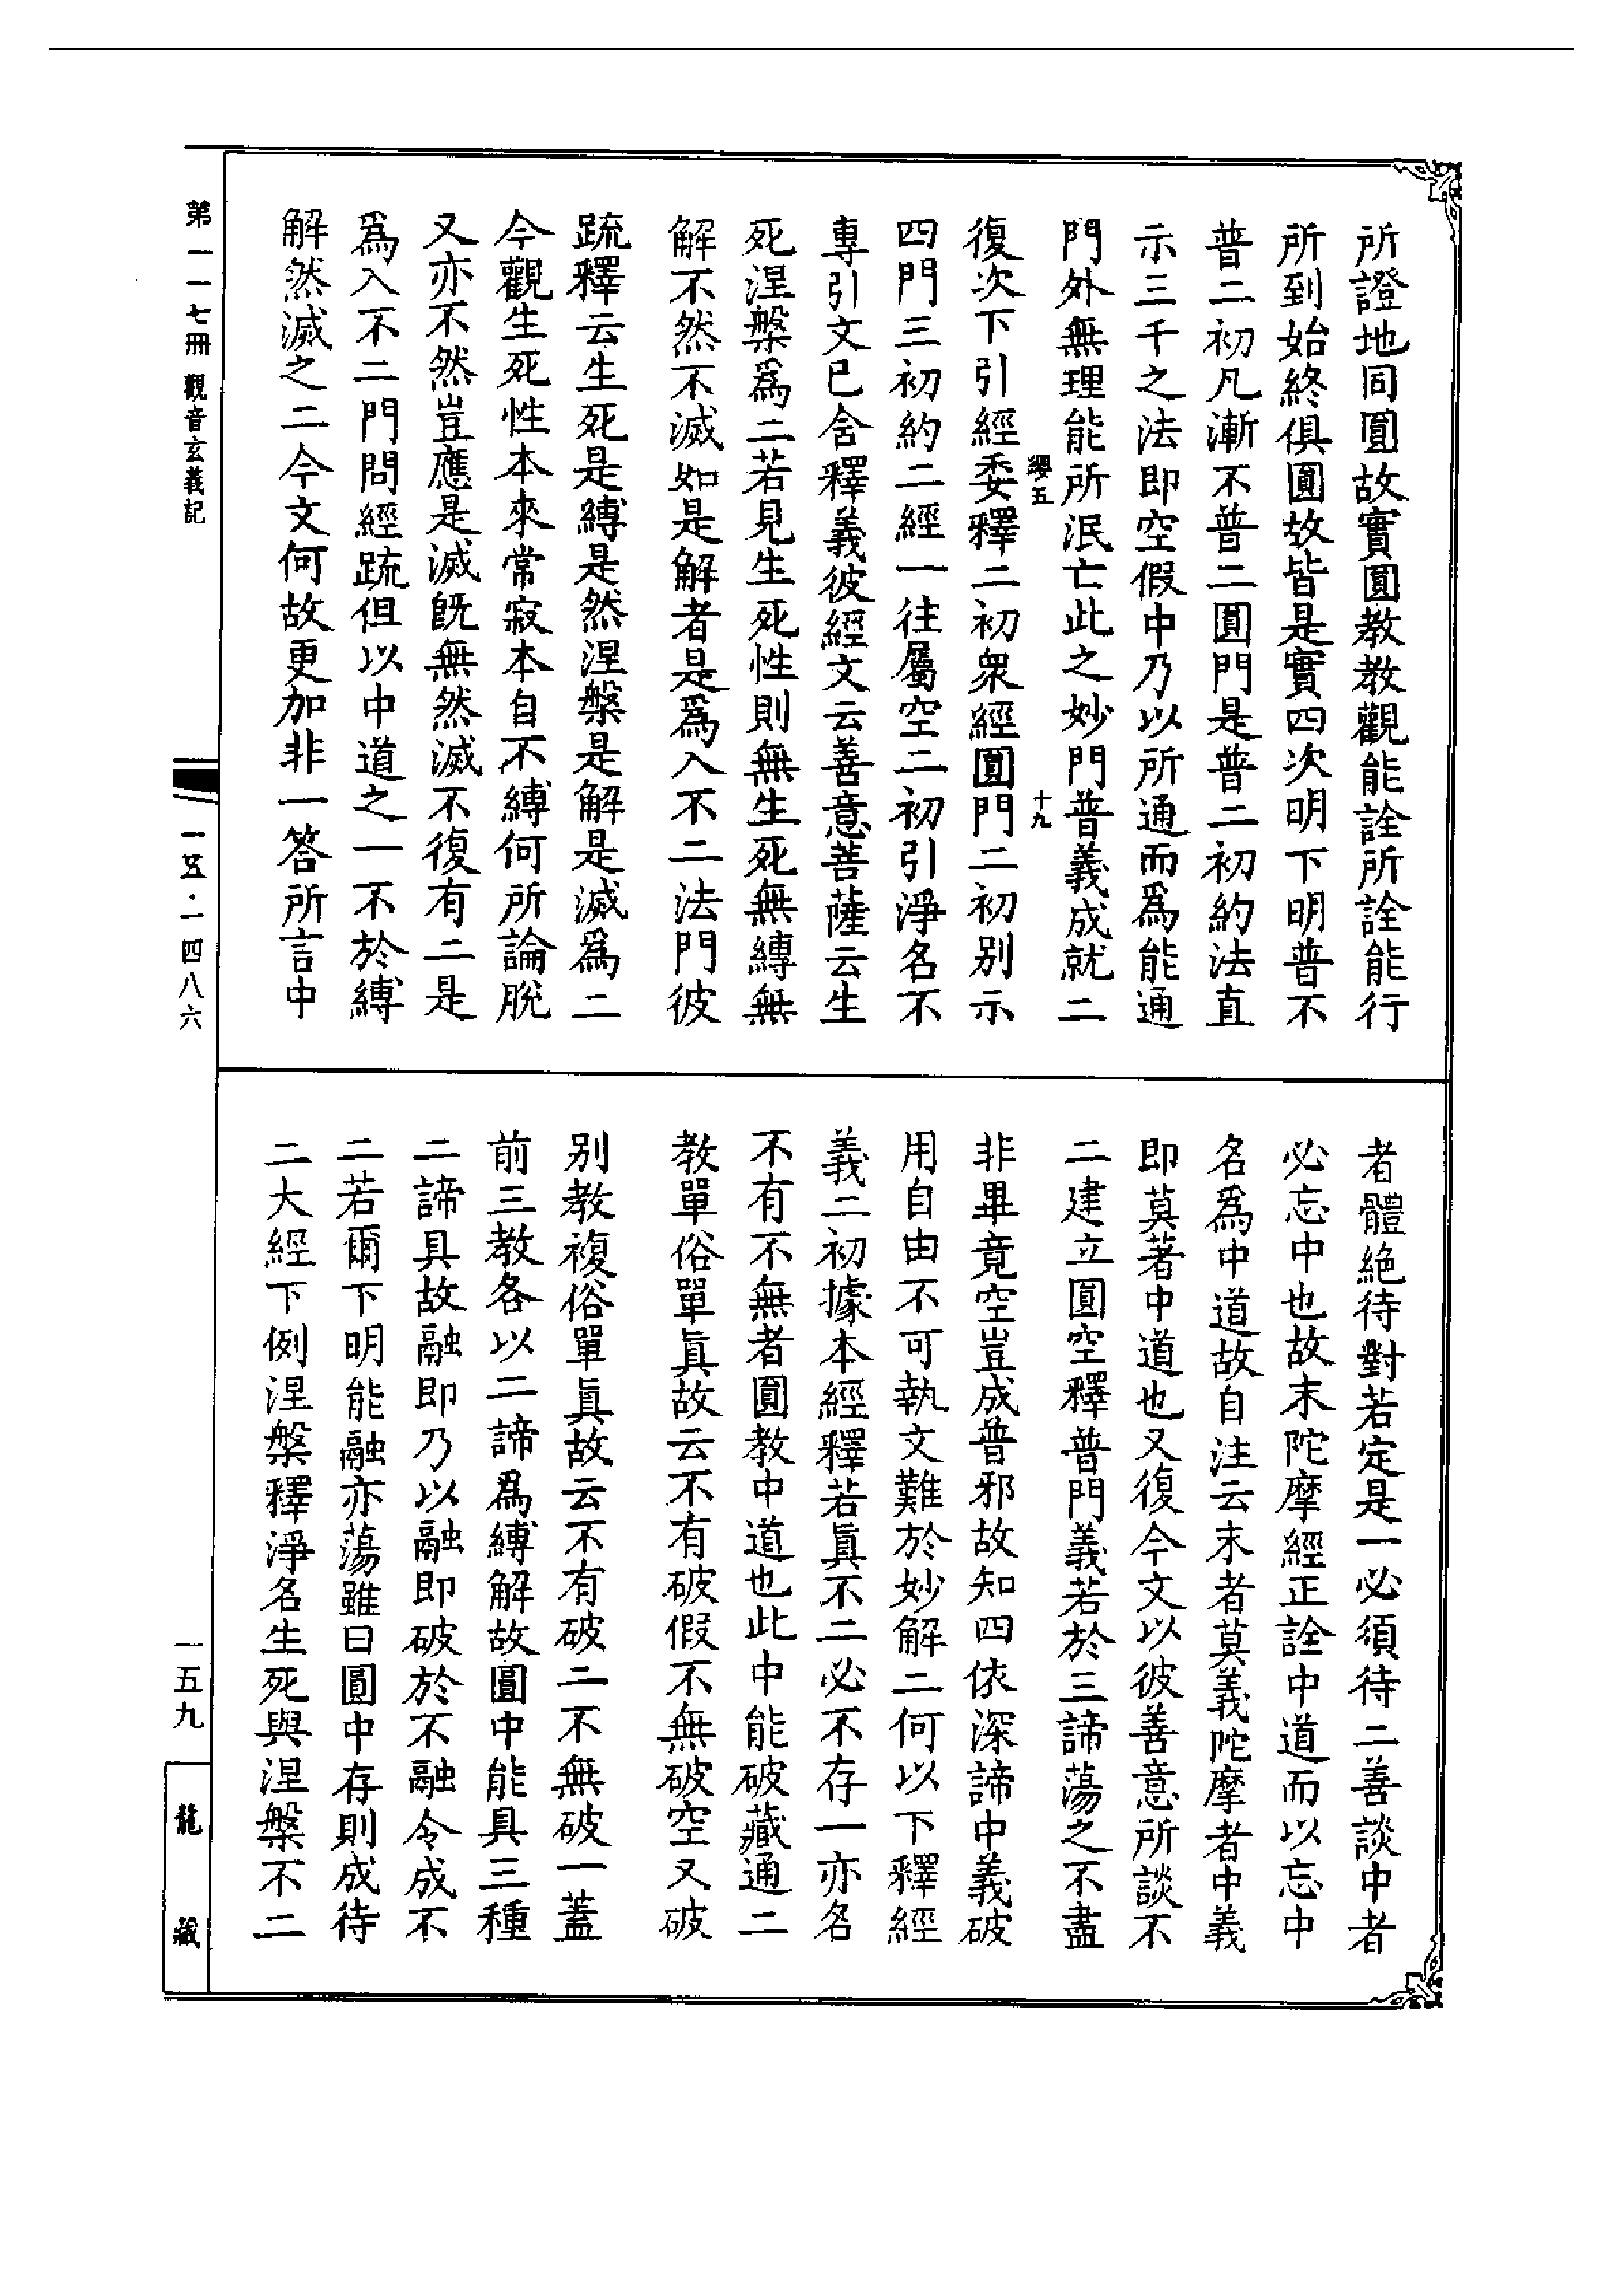 所證地同圓故實圓教教觀能詮所詮能行
所到始終俱圓故皆是實四次明下明普不
普二初凡漸不普二圓門是普二初約法直
示三千之法即空假中乃以所通而爲能通
門外無理能所泯亡此之妙門普義成就二
纓五
十九
復次下引經委釋二初衆經圓門二初別示
四門三初約二經一往屬空二初引淨名不
專引文已含釋義彼經文云善意菩薩云生
死涅槃爲二若見生死性則無生死無縛無
解不然不滅如是解者是爲入不二法門彼
疏釋云生死是縛是然涅槃是解是滅爲二
今觀生死性本來常寂本自不縛何所論脫
又亦不然豈應是滅旣無然滅不復有二是
爲入不二門問經疏但以中道之一不於縛
解然滅之二今文何故更加非一答所言中
者體絕待對若定是一必須待二善談中者
必忘中也故末陀摩經正詮中道而以忘中
名爲中道故自注云末者莫義陀摩者中義
即莫著中道也又復今文以彼善意所談不
二建立圓空釋普門義若於三諦蕩之不盡
非畢竟空豈成普邪故知四依深諦中義破
用自由不可執文難於妙解二何以下釋經
義二初據本經釋若眞不二必不存一亦名
不有不無者圓教中道也此中能破藏通二
教單俗單眞故云不有破假不無破空又破
別教複俗單眞故云不有破二不無破一蓋
前三教各以二諦爲縛解故圓中能具三種
二諦具故融即乃以融即破於不融令成不
二若爾下明能融亦蕩雖曰圓中存則成待
二大經下例涅槃釋淨名生死與涅槃不二
第一一七冊 觀音玄義記
一五·一四八六
一五九
龍藏